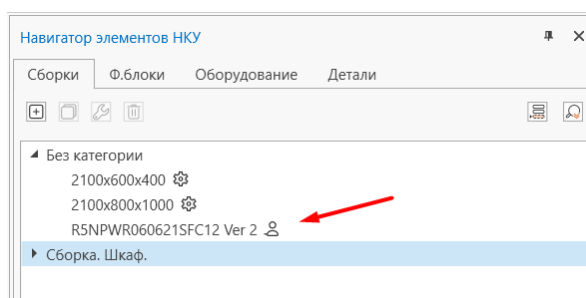 Навигатор элементов НКУ
Сборки Ф.блоки Оборудование Детали
Без категории
2100x600x400
2100x800x1000
R5NPWR060621SFC12 Ver 2
Сборка. Шкаф.